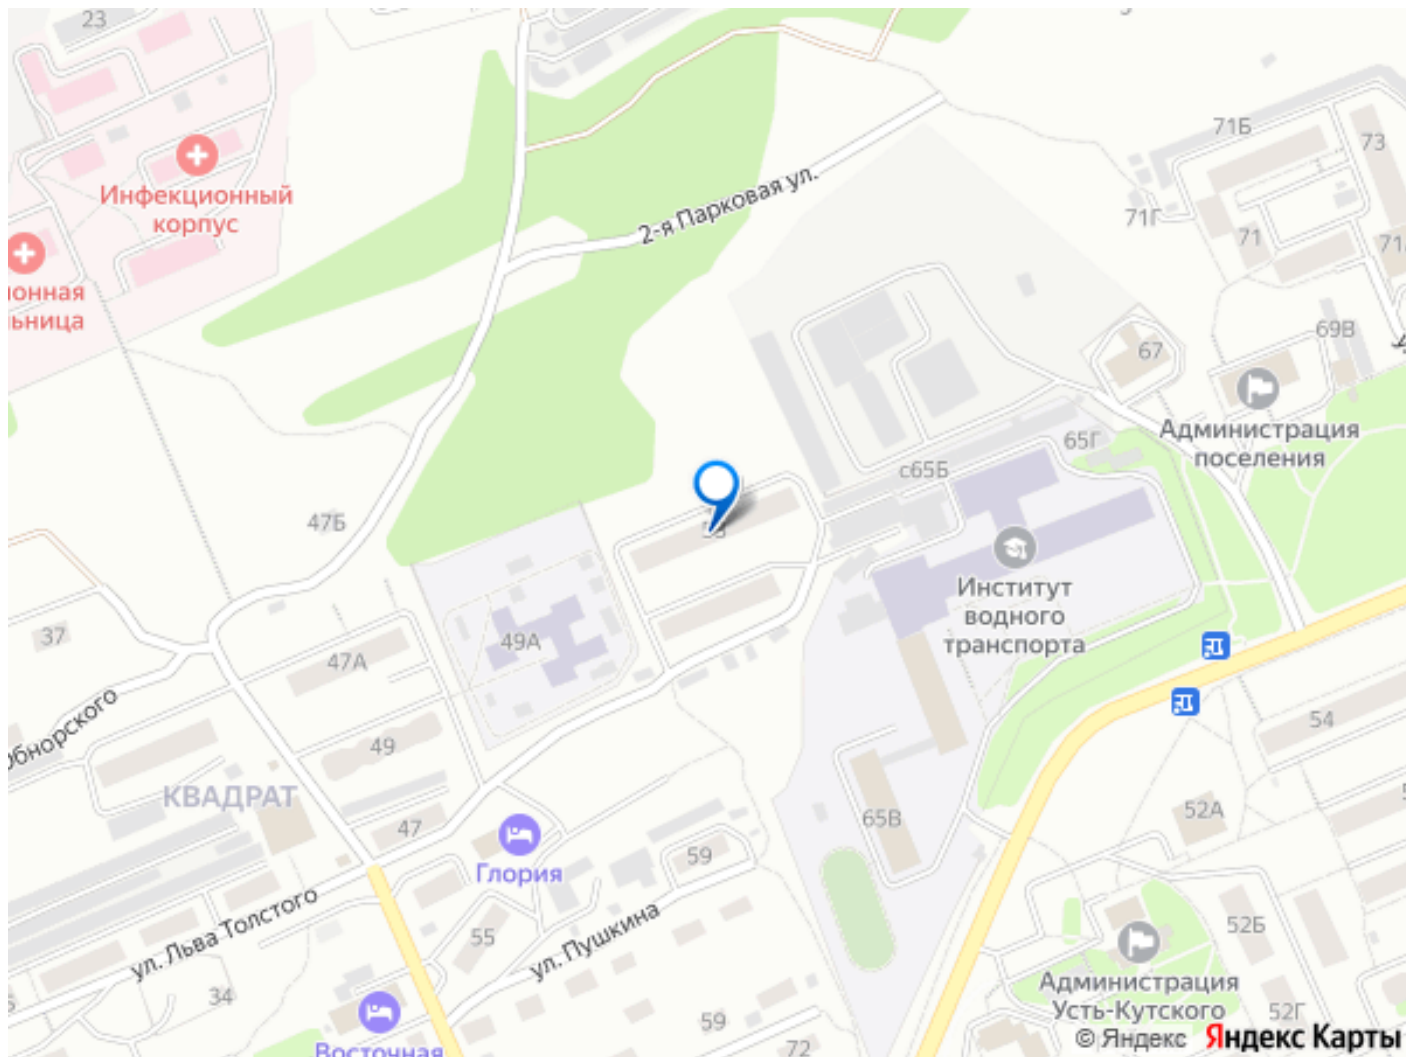 23
71Б
73
Инфекционный
корпус
2-я Парковая ул.
71Г
71
онная
ьница
67
69В
Администрация
поселения
65Г
с65Б
47Б
Институт
водного
транспорта
37
49А
47А
54
49
КВАДРАТ
52А
65В
47
Глория
59
ул. Льва Толстого
55
ул. Пушкина
52Б
34
Администрация
Усть-Кутского
52Г
59
72
Восточная
© Яндекс Яндекс Карты